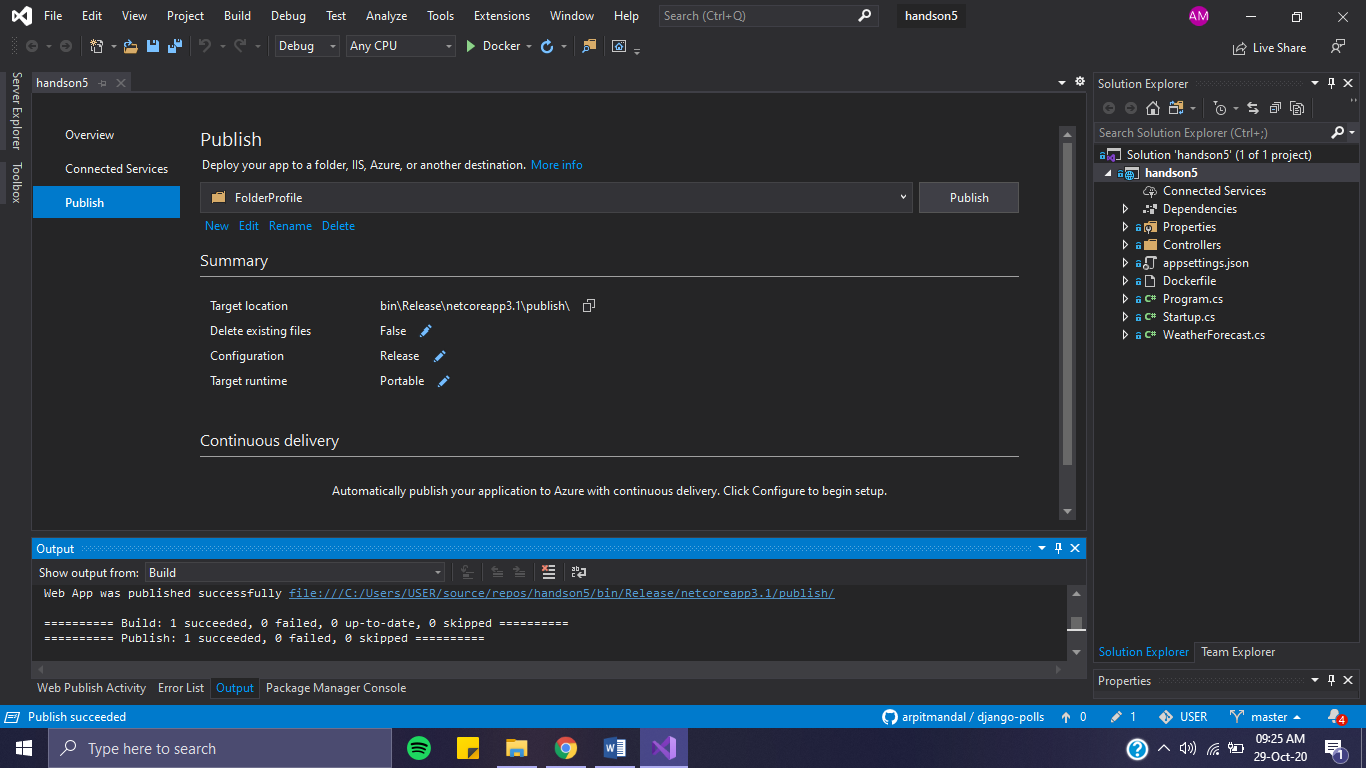 File Edit View Project Build Debug Test Analyze Tools Extensions Window Help Search (Ctrl+Q) handson5 AM
Debug Any CPU Docker Live Share
Server Explorer
Toolbox
handson5
Overview
Connected Services
Publish
Publish
Deploy your app to a folder, IIS, Azure, or another destination. More info
FolderProfile Publish
New Edit Rename Delete
Summary
Target location bin\Release\netcoreapp3.1\publish\
Delete existing files False
Configuration Release
Target runtime Portable
Continuous delivery
Automatically publish your application to Azure with continuous delivery. Click Configure to begin setup.
Output
Show output from: Build
Web App was published successfully file:///C:/Users/USER/source/repos/handson5/bin/Release/netcoreapp3.1/publish/
========== Build: 1 succeeded, 0 failed, 0 up-to-date, 0 skipped ==========
========== Publish: 1 succeeded, 0 failed, 0 skipped ==========
Web Publish Activity Error List Output Package Manager Console
Solution Explorer
Search Solution Explorer (Ctrl+;)
Solution 'handson5' (1 of 1 project)
handson5
Connected Services
Dependencies
Properties
Controllers
appsettings.json
Dockerfile
C# Program.cs
C# Startup.cs
C# WeatherForecast.cs
Solution Explorer Team Explorer
Properties
Publish succeeded arpitmandal / django-polls 0 1 USER master 4
Type here to search
09:25 AM
29-Oct-20
1